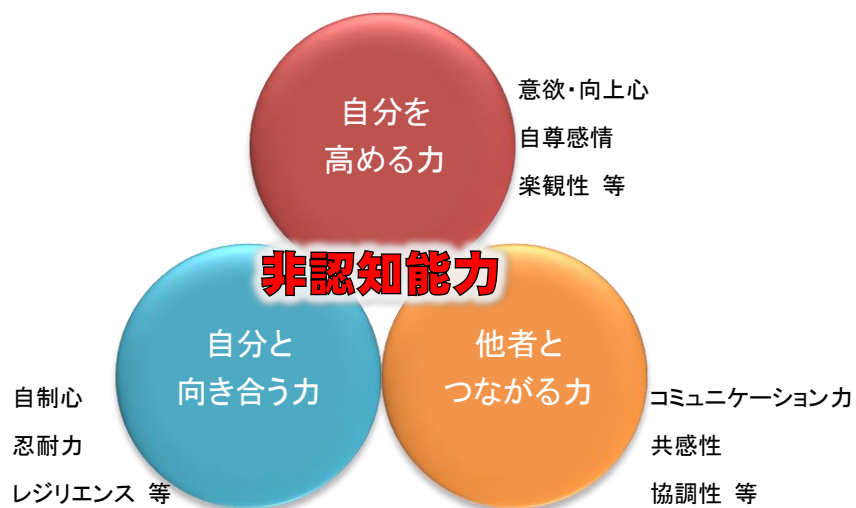 自分を
高める力
意欲・向上心
自尊感情
楽観性 等
非認知能力
自分と
向き合う力
自制心
忍耐力
レジリエンス 等
他者と
つながる力
コミュニケーション力
共感性
協調性 等